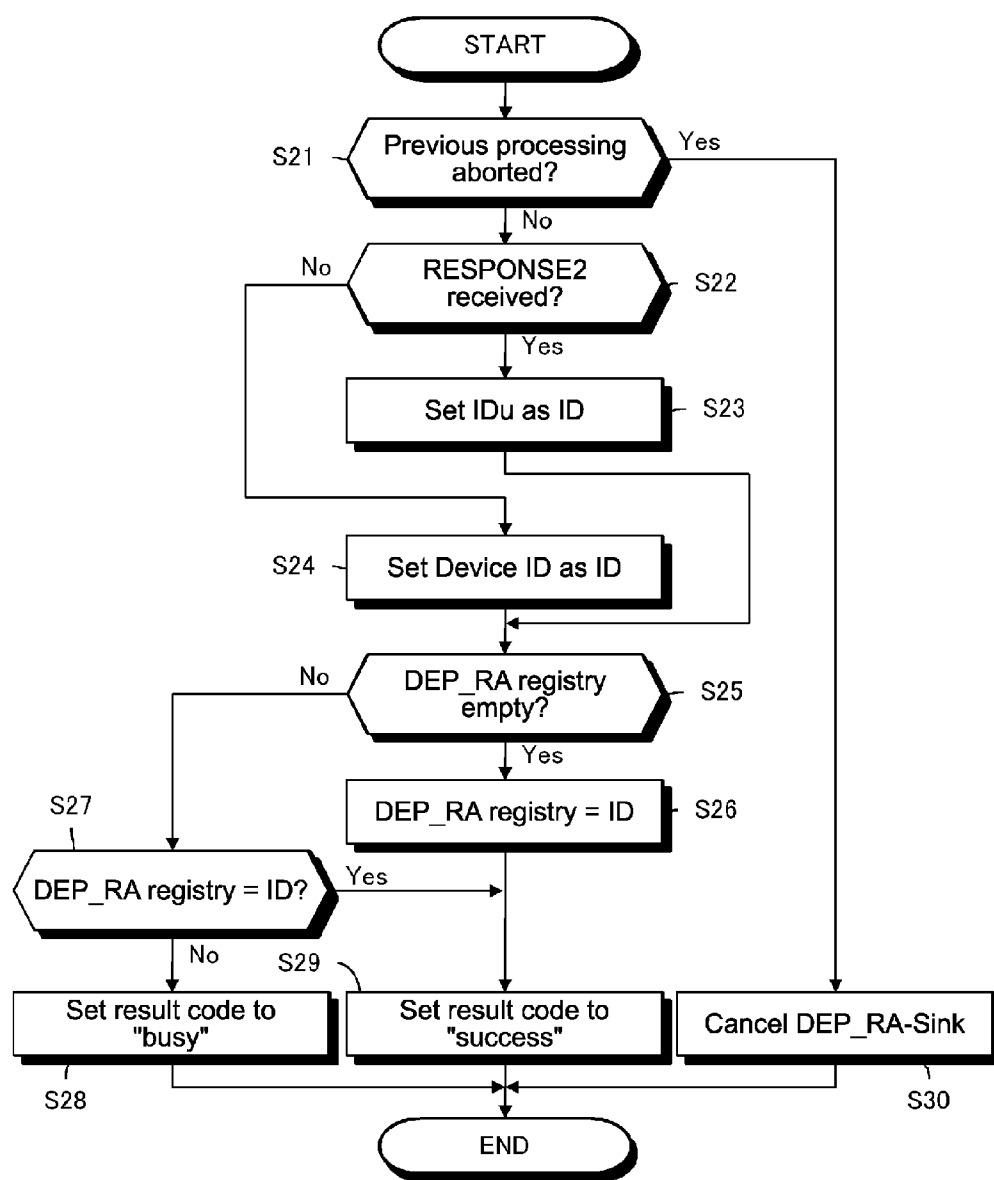 START
S21
Previous processing
aborted?
Yes
No
No
RESPONSE2
received?
S22
Yes
Set IDu as ID
S23
S24
Set Device ID as ID
No
DEP_RA registry
empty?
S25
Yes
S27
DEP_RA registry = ID
S26
DEP_RA registry = ID?
Yes
No
S29
Set result code to
"busy"
Set result code to
"success"
Cancel DEP_RA-Sink
S28
S30
END